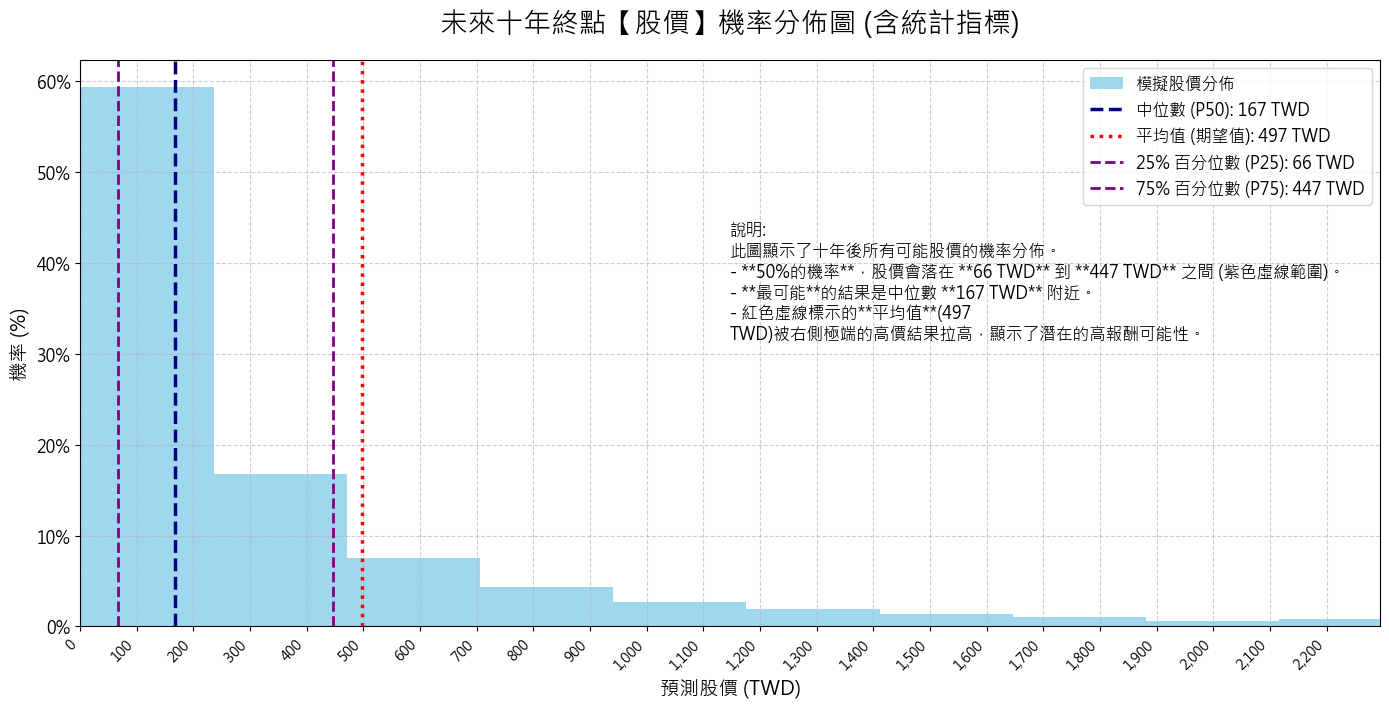 未來十年終點【股價】機率分佈圖 (含統計指標)
模擬股價分佈
中位數 (P50): 167 TWD
平均值 (期望值): 497 TWD
25% 百分位數 (P25): 66 TWD
75% 百分位數 (P75): 447 TWD
說明:
此圖顯示了十年後所有可能股價的機率分佈。
- **50%的機率**，股價會落在 **66 TWD** 到 **447 TWD** 之間 (紫色虛線範圍)。
- **最可能**的結果是中位數 **167 TWD** 附近。
- 紅色虛線標示的**平均值**(497
TWD)被右側極端的高價結果拉高，顯示了潛在的高報酬可能性。
機率 (%)
60%
50%
40%
30%
20%
10%
0%
0
100
200
300
400
500
600
700
800
900
1,000
1,100
1,200
1,300
1,400
1,500
1,600
1,700
1,800
1,900
2,000
2,100
2,200
預測股價 (TWD)